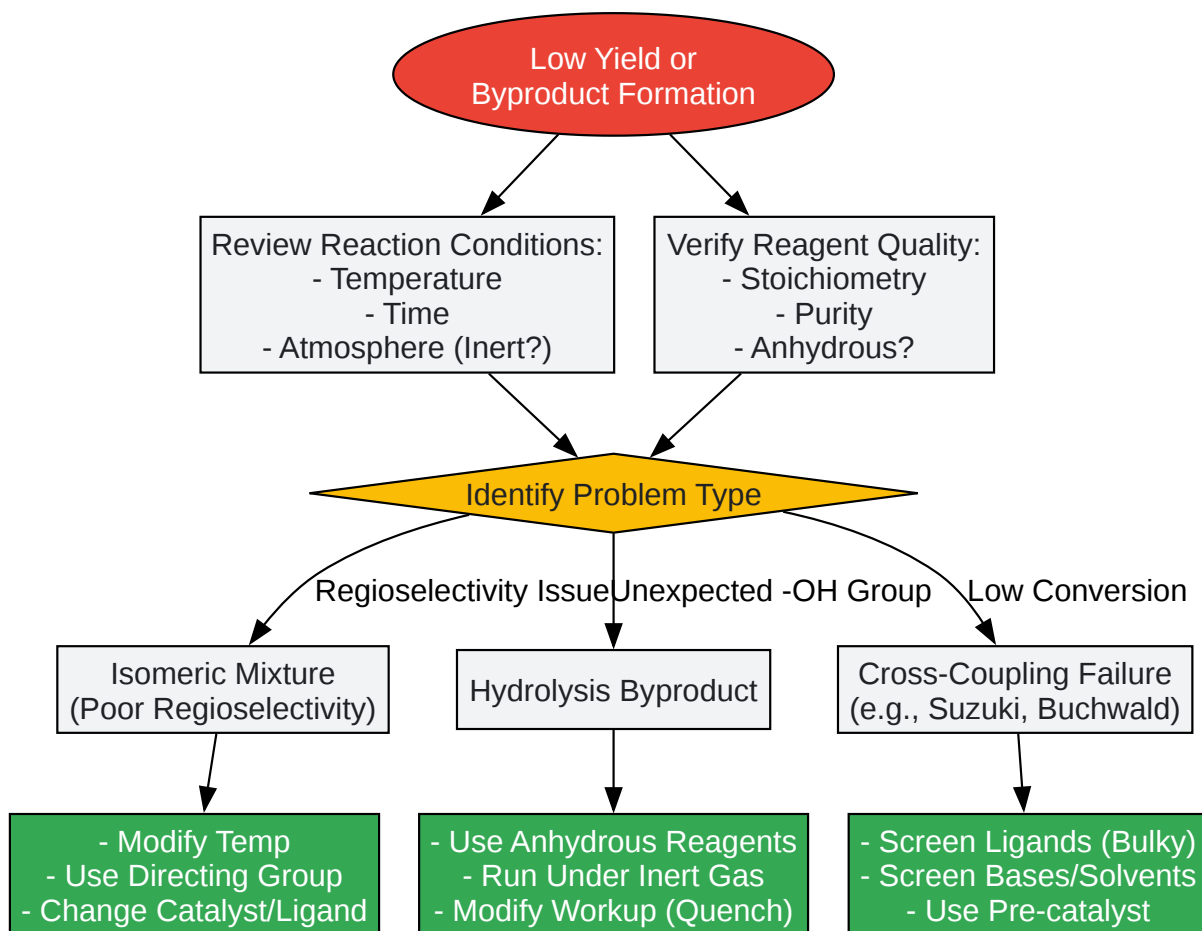 Low Yield or
Byproduct Formation
Review Reaction Conditions:
- Temperature
- Time
- Atmosphere (Inert?)
Verify Reagent Quality:
- Stoichiometry
- Purity
- Anhydrous?
Identify Problem Type
Regioselectivity Issue
Unexpected -OH Group
Low Conversion
Isomeric Mixture
(Poor Regioselectivity)
Hydrolysis Byproduct
Cross-Coupling Failure
(e.g., Suzuki, Buchwald)
- Modify Temp
- Use Directing Group
- Change Catalyst/Ligand
- Use Anhydrous Reagents
- Run Under Inert Gas
- Modify Workup (Quench)
- Screen Ligands (Bulky)
- Screen Bases/Solvents
- Use Pre-catalyst